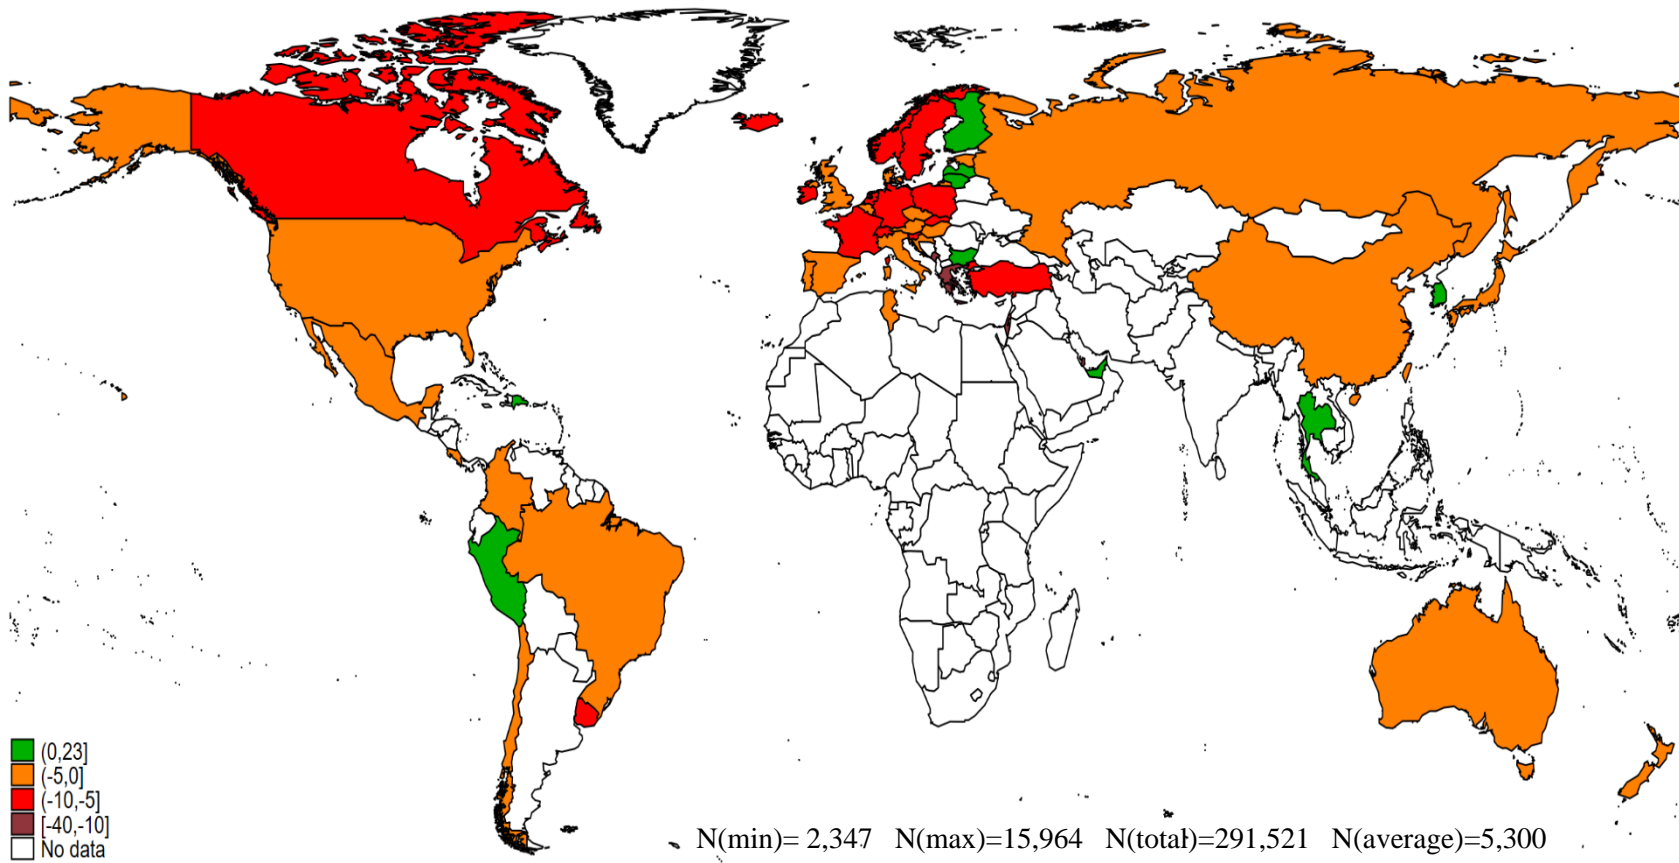 (0,23]
(-5,0]
(-10,-5]
[-40,-10]
No data
N(min)= 2,347 N(max)=15,964 N(total)=291,521 N(average)=5,300